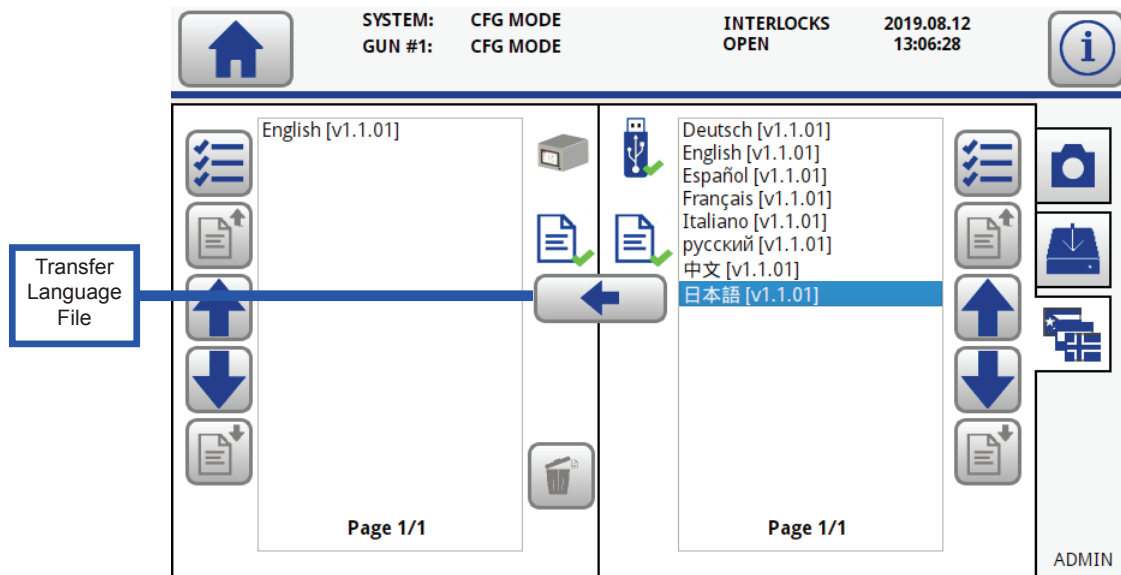 SYSTEM: CFG MODE
GUN #1: CFG MODE
INTERLOCKS
OPEN
2019.08.12
13:06:28
i
Transfer
Language
File
English [v1.1.01]
Page 1/1
Deutsch [v1.1.01]
English [v1.1.01]
Español [v1.1.01]
Français [v1.1.01]
Italiano [v1.1.01]
русский [v1.1.01]
中文 [v1.1.01]
日本語 [v1.1.01]
Page 1/1
ADMIN